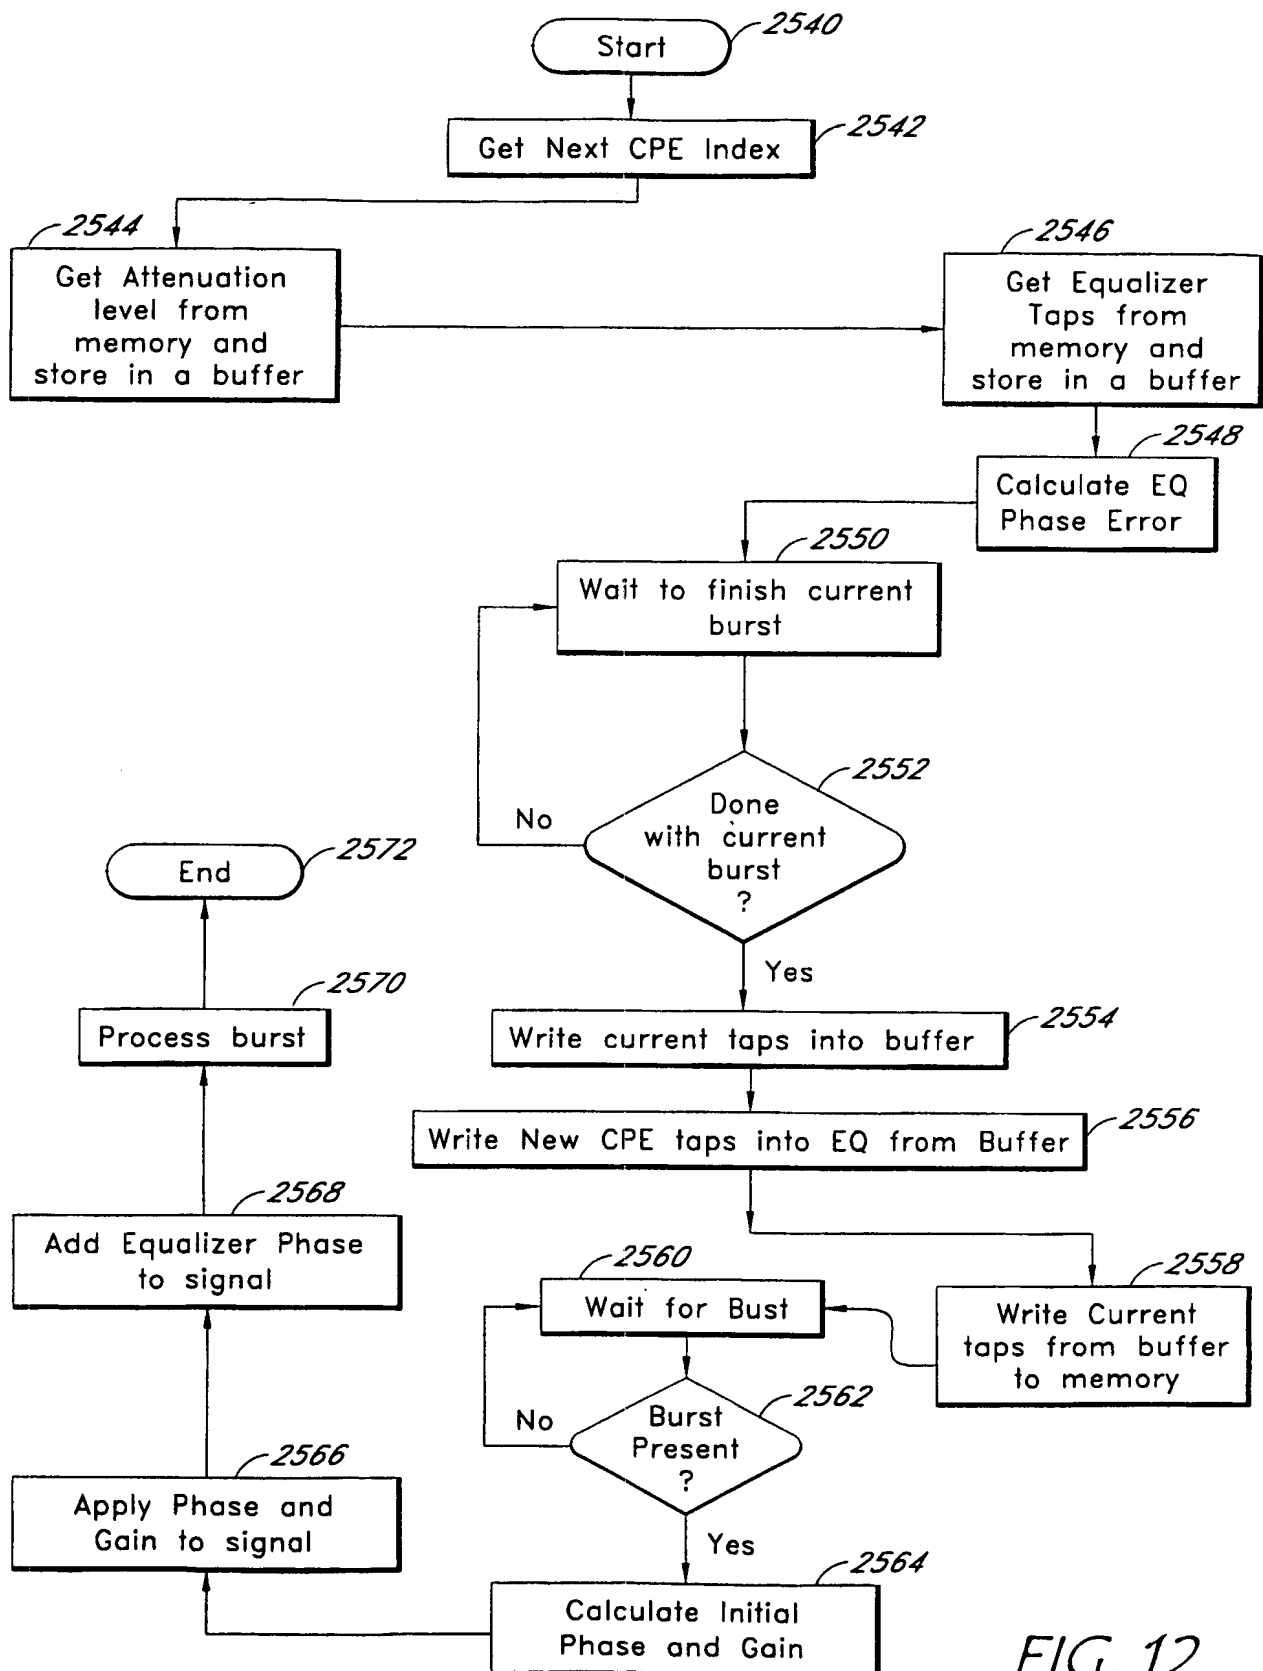 Start
2540
Get Next CPE Index
2542
2544
Get Attenuation
level from
memory and
store in a buffer
2546
Get Equalizer
Taps from
memory and
store in a buffer
2548
Calculate EQ
Phase Error
2550
Wait to finish current
burst
2552
Done
with current
burst
?
No
Yes
2554
Write current taps into buffer
2556
Write New CPE taps into EQ from Buffer
2558
Write Current
taps from buffer
to memory
2560
Wait for Bust
2562
Burst
Present
?
No
Yes
2564
Calculate Initial
Phase and Gain
2566
Apply Phase and
Gain to signal
2568
Add Equalizer Phase
to signal
2570
Process burst
2572
End
FIG. 12